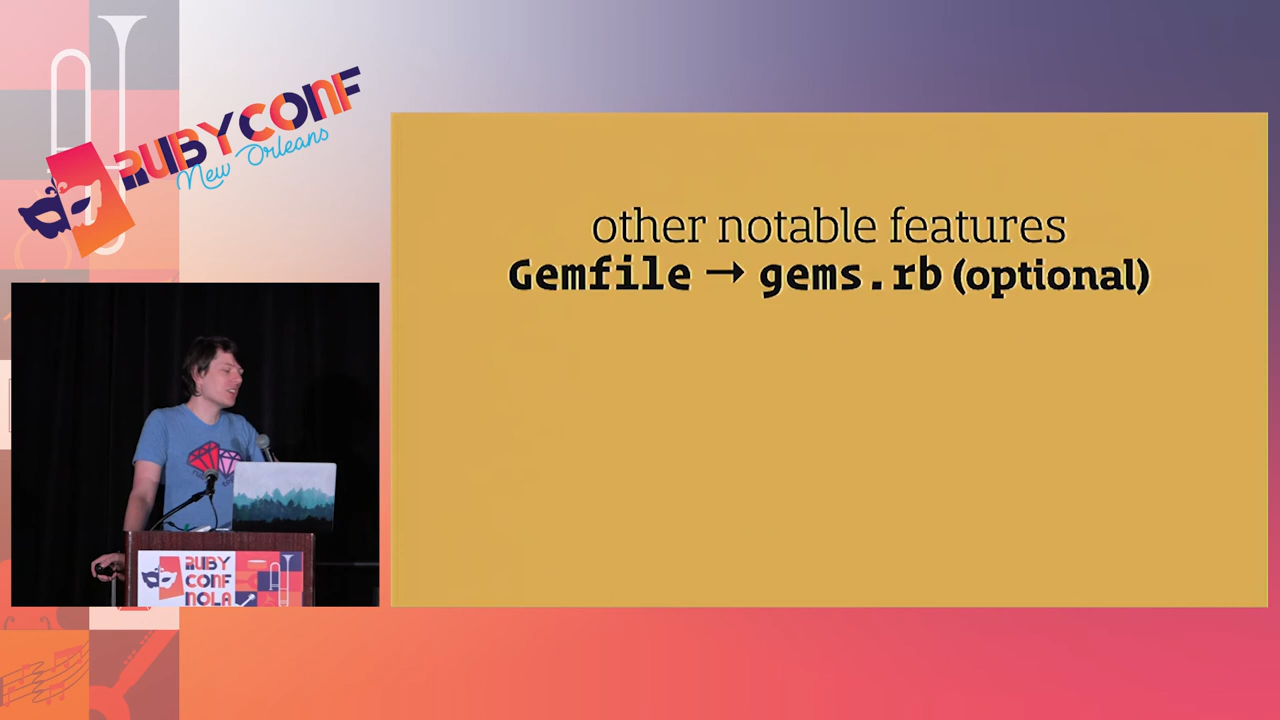 RUBYCONF
New Orleans
other notable features
Gemfile → gems.rb (optional)
RUBY
CONF
NOLA